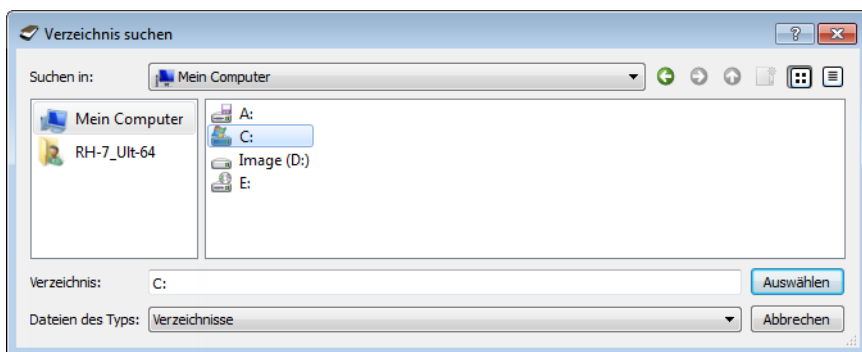 Verzeichnis suchen
Suchen in: Mein Computer
Mein Computer
RH-7_Ult-64
A:
C:
Image (D:)
E:
Verzeichnis: C: Auswählen
Dateien des Typs: Verzeichnisse Abbrechen